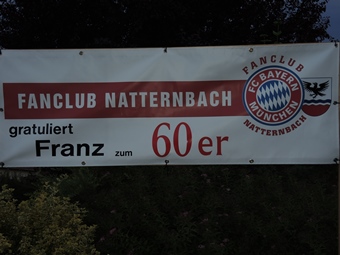 FANCLUB NATTERNBACH
gratuliert
Franz zum 60er
FANCLUB
FC BAYERN
MÜNCHEN
NATTERNBACH